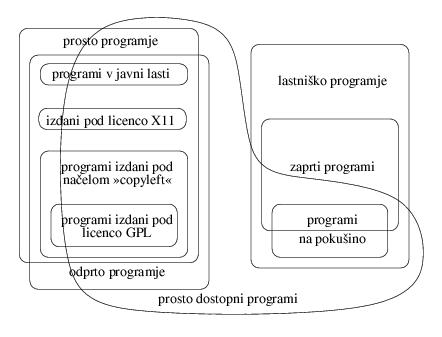 prosto programje
programi v javni lasti
izdani pod licenco X11
programi izdani pod
načelom »copyleft«
programi izdani pod
licenco GPL
odprto programje
lastniško programje
zaprti programi
programi
na pokušino
prosto dostopni programi